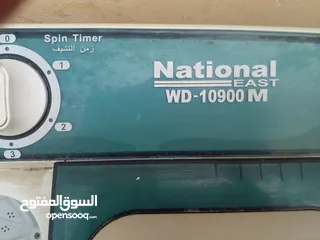 0
Spin Timer
زمن التنشيف
1
2
3
National
EAST
WD-10900 M
السوق المفتوح
opensooq.com